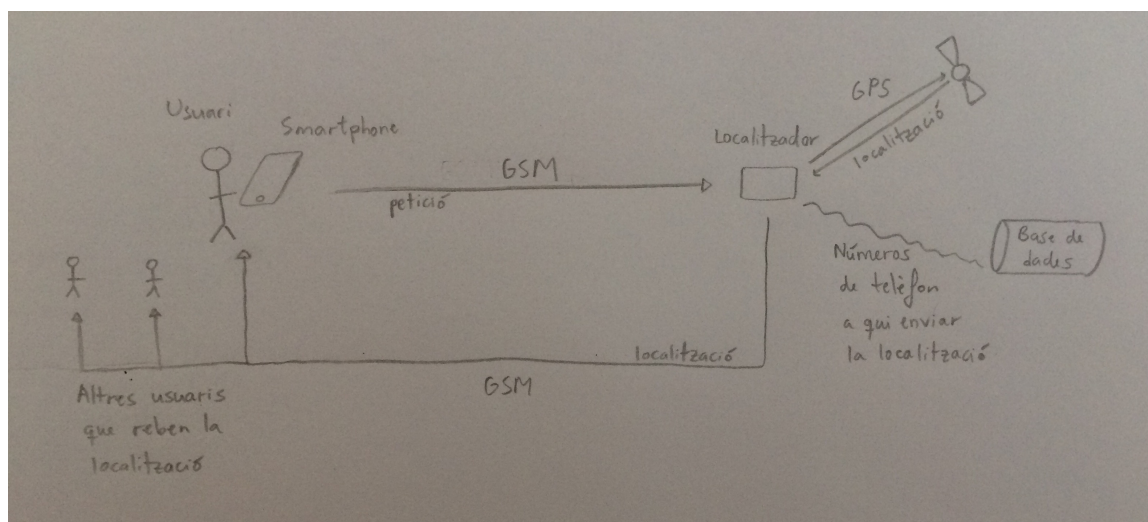 Usuari
Smartphone
GSM
petició
Localitzador
GPS
localització
Base de
dades
Números
de telèfon
a qui enviar
la localització
localització
GSM
Altres usuaris
que reben la
localització